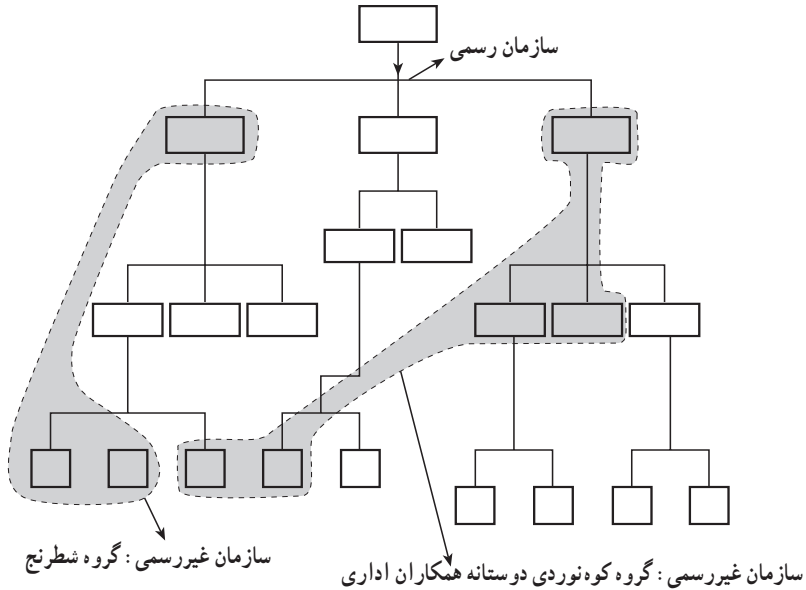 سازمان رسمی
سازمان غیررسمی : گروه شطرنج
سازمان غیررسمی : گروه کوه‌نوردی دوستانه همکاران اداری